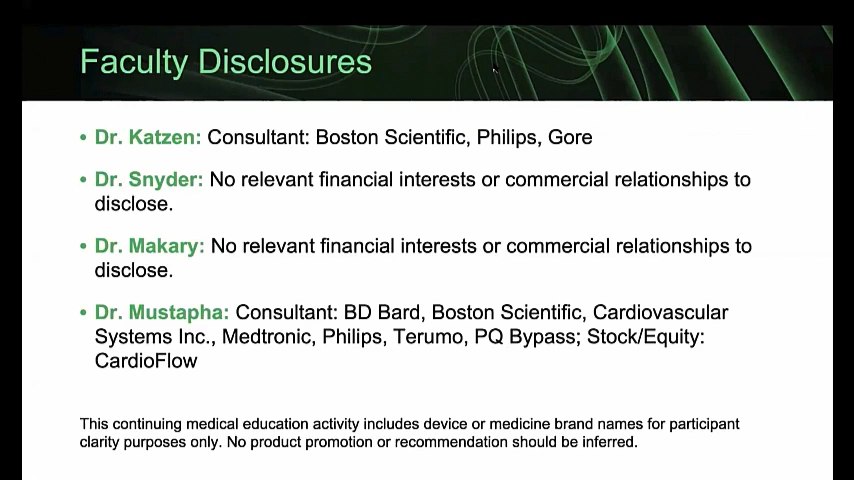 Faculty Disclosures
• Dr. Katzen: Consultant: Boston Scientific, Philips, Gore
• Dr. Snyder: No relevant financial interests or commercial relationships to
disclose.
• Dr. Makary: No relevant financial interests or commercial relationships to
disclose.
• Dr. Mustapha: Consultant: BD Bard, Boston Scientific, Cardiovascular
Systems Inc., Medtronic, Philips, Terumo, PQ Bypass; Stock/Equity:
CardioFlow
This continuing medical education activity includes device or medicine brand names for participant
clarity purposes only. No product promotion or recommendation should be inferred.